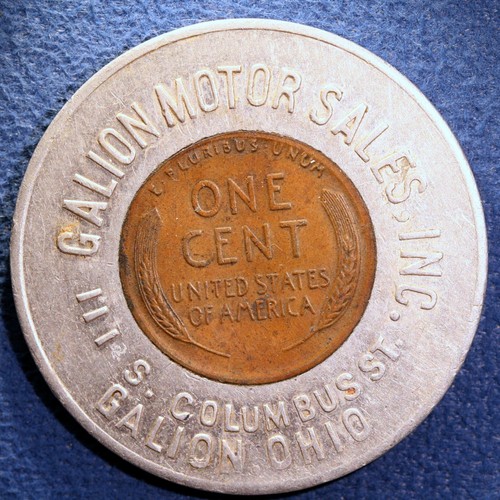 GALION MOTOR SALES, INC.
111 S. COLUMBUS ST.
GALION OHIO
E·PLURIBUS·UNUM
ONE
CENT
UNITED STATES
OF AMERICA